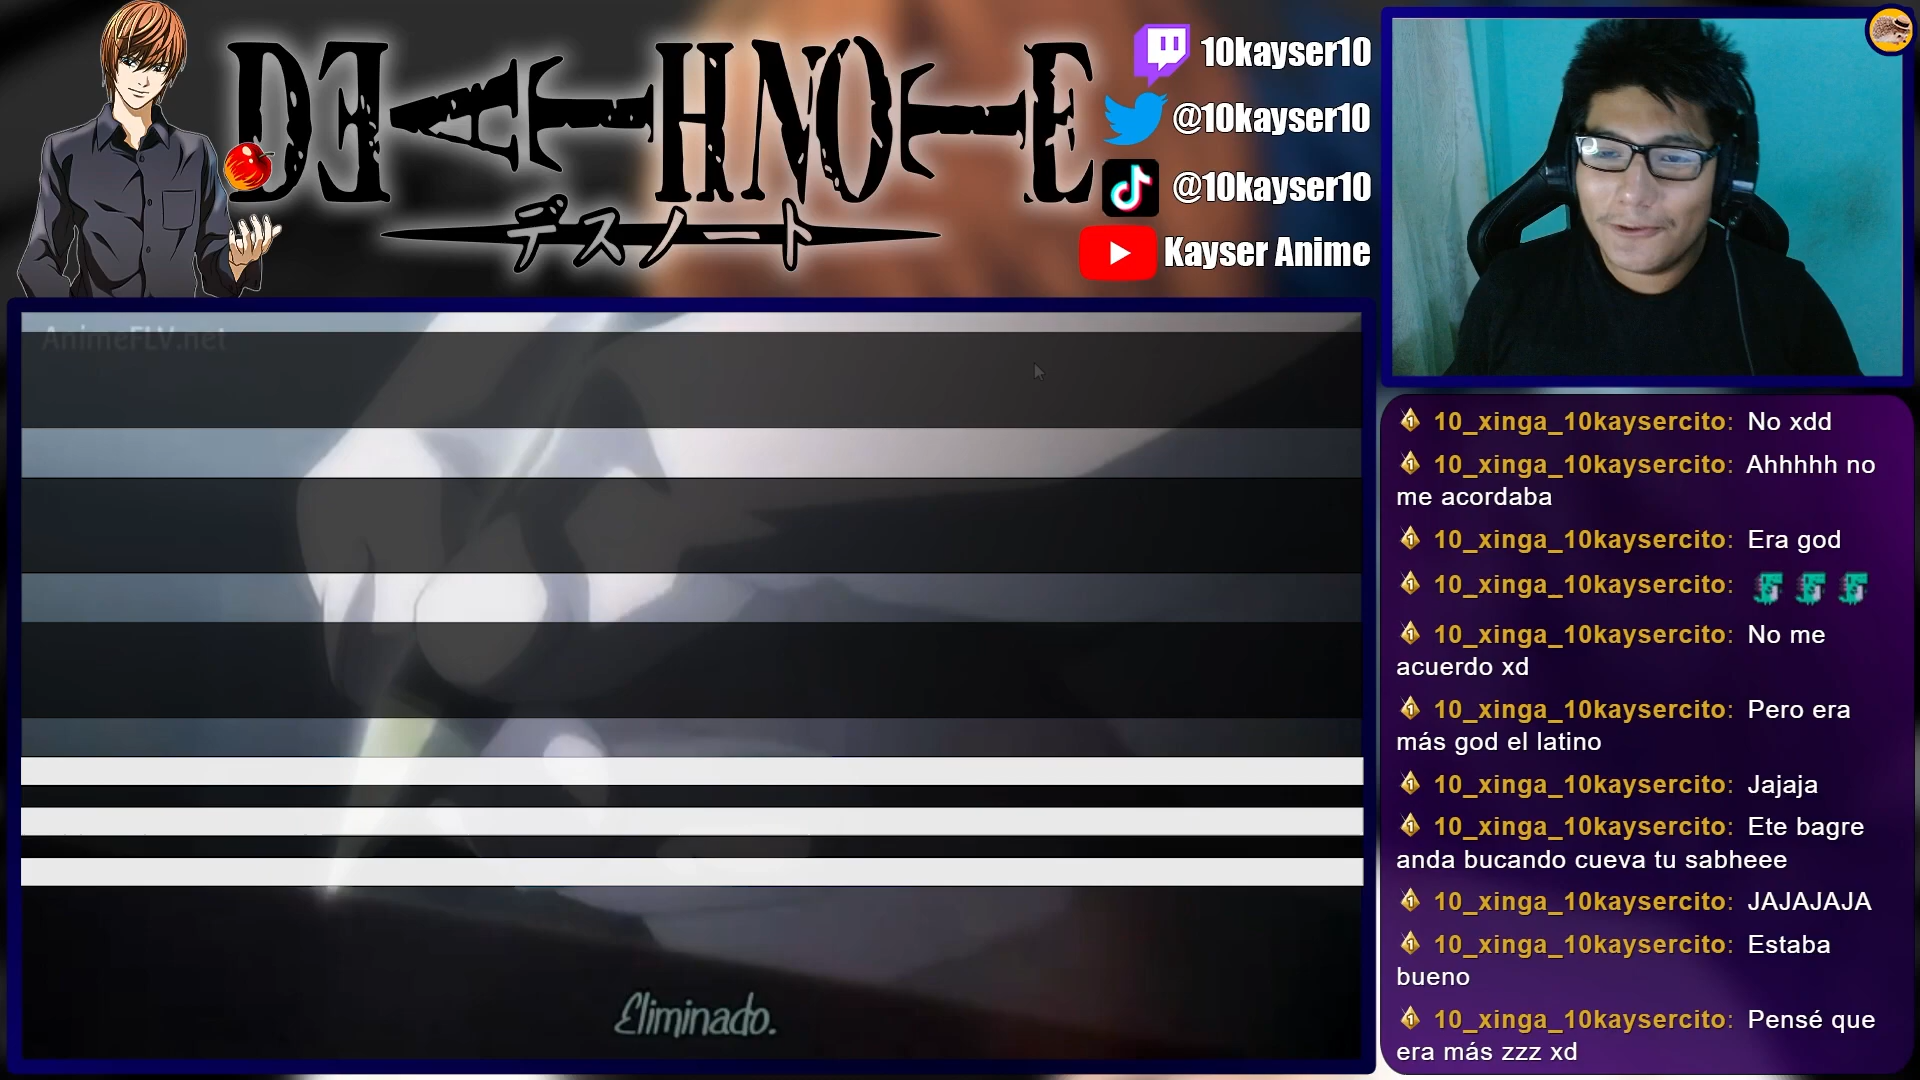 DEATH NOTE
デスノート
10kayser10
@10kayser10
@10kayser10
Kayser Anime
AnimeFLV.net
Eliminado.
10_xinga_10kaysercito: No xdd
10_xinga_10kaysercito: Ahhhhh no
me acordaba
10_xinga_10kaysercito: Era god
10_xinga_10kaysercito:
10_xinga_10kaysercito: No me
acuerdo xd
10_xinga_10kaysercito: Pero era
más god el latino
10_xinga_10kaysercito: Jajaja
10_xinga_10kaysercito: Ete bagre
anda bucando cueva tu sabheee
10_xinga_10kaysercito: JAJAJAJA
10_xinga_10kaysercito: Estaba
bueno
10_xinga_10kaysercito: Pensé que
era más zzz xd